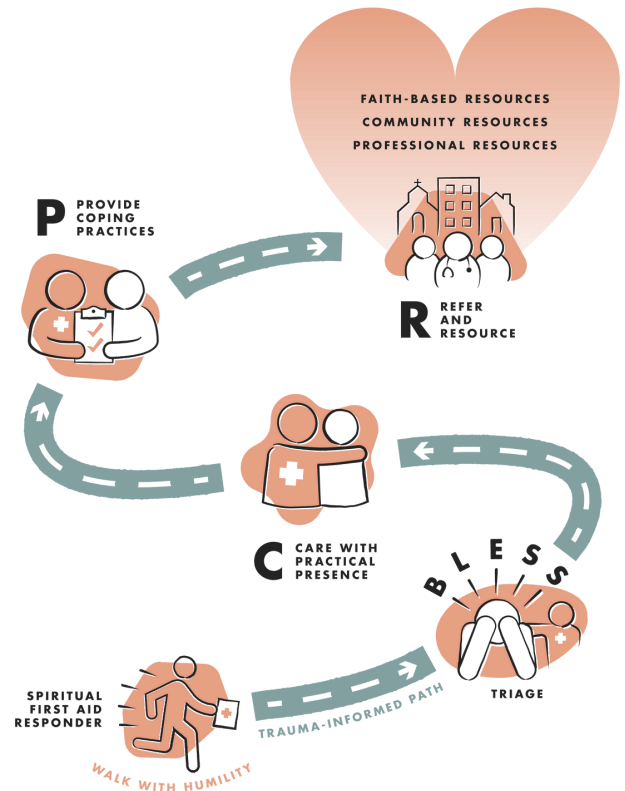 FAITH-BASED RESOURCES
COMMUNITY RESOURCES
PROFESSIONAL RESOURCES
P PROVIDE
COPING
PRACTICES
R REFER
AND
RESOURCE
C CARE WITH
PRACTICAL
PRESENCE
BLESS
TRIAGE
SPIRITUAL
FIRST AID
RESPONDER
TRAUMA-INFORMED PATH
WALK WITH HUMILITY